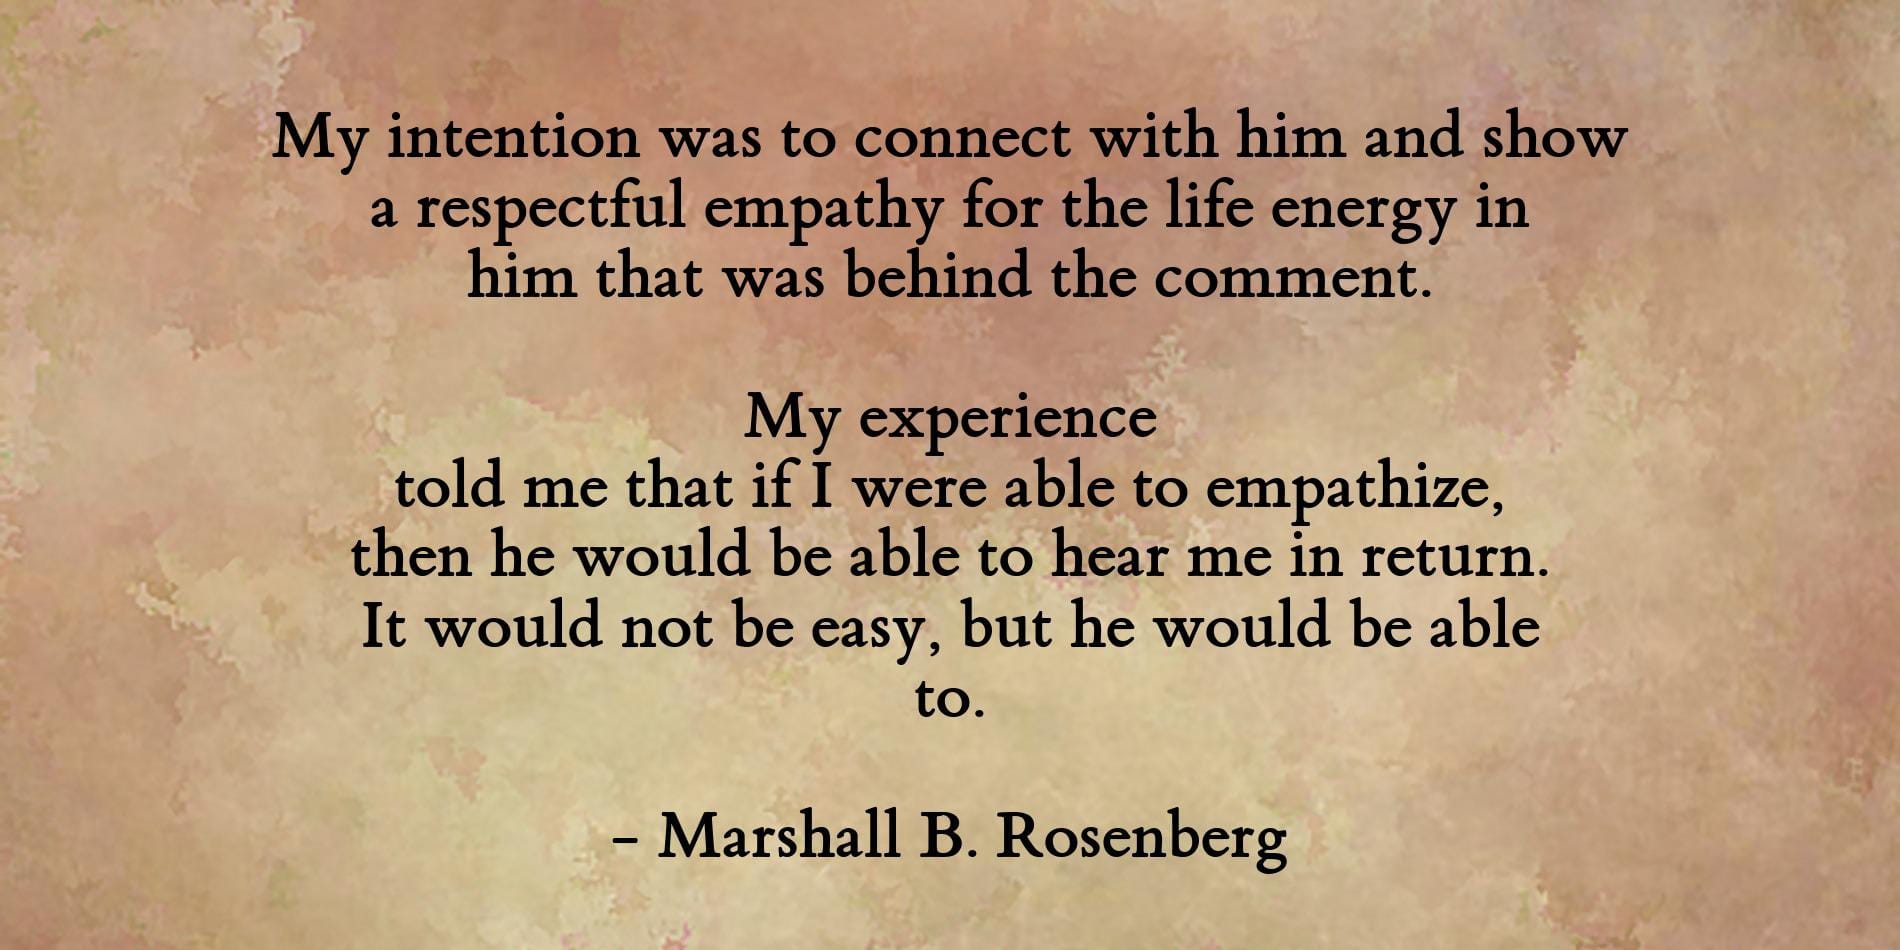 My intention was to connect with him and show
a respectful empathy for the life energy in
him that was behind the comment.
My experience
told me that if I were able to empathize,
then he would be able to hear me in return.
It would not be easy, but he would be able
to.
– Marshall B. Rosenberg